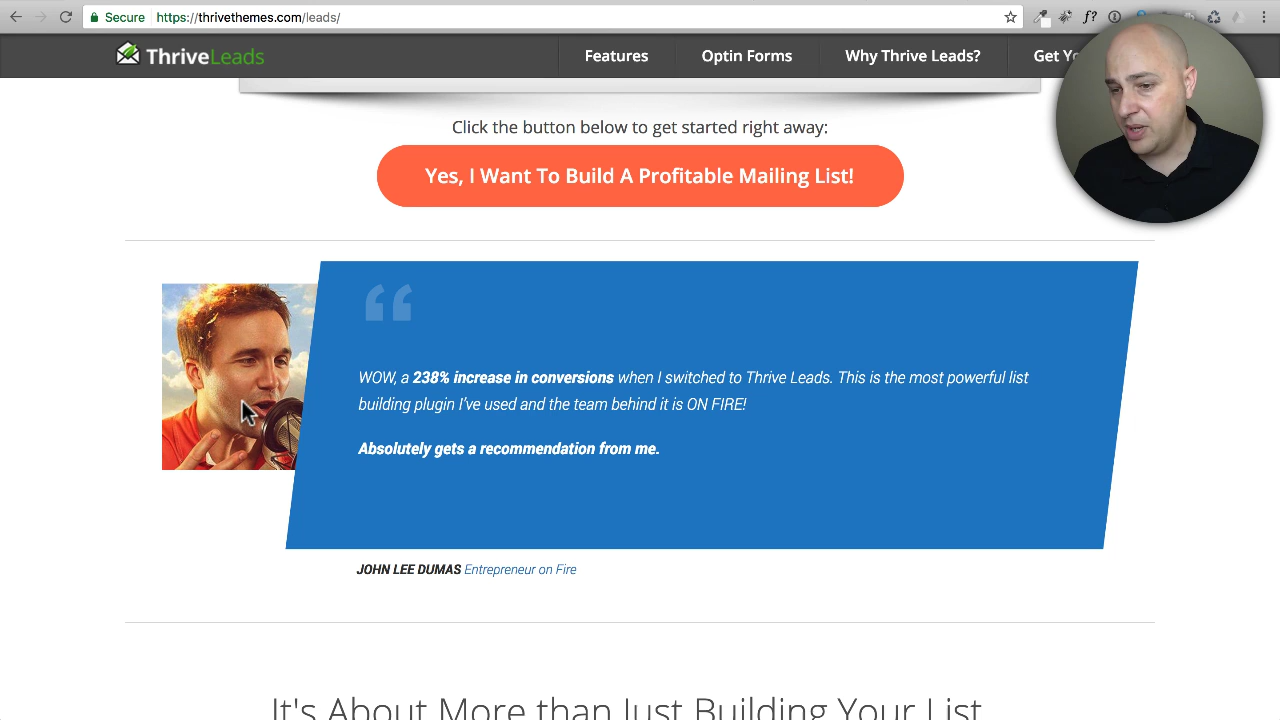 Secure https://thrivethemes.com/leads/ f?
ThriveLeads Features Optin Forms Why Thrive Leads? Get
Click the button below to get started right away:
Yes, I Want To Build A Profitable Mailing List!
WOW, a 238% increase in conversions when I switched to Thrive Leads. This is the most powerful list
building plugin I've used and the team behind it is ON FIRE!
Absolutely gets a recommendation from me.
JOHN LEE DUMAS Entrepreneur on Fire
It's About More than Just Building Your List